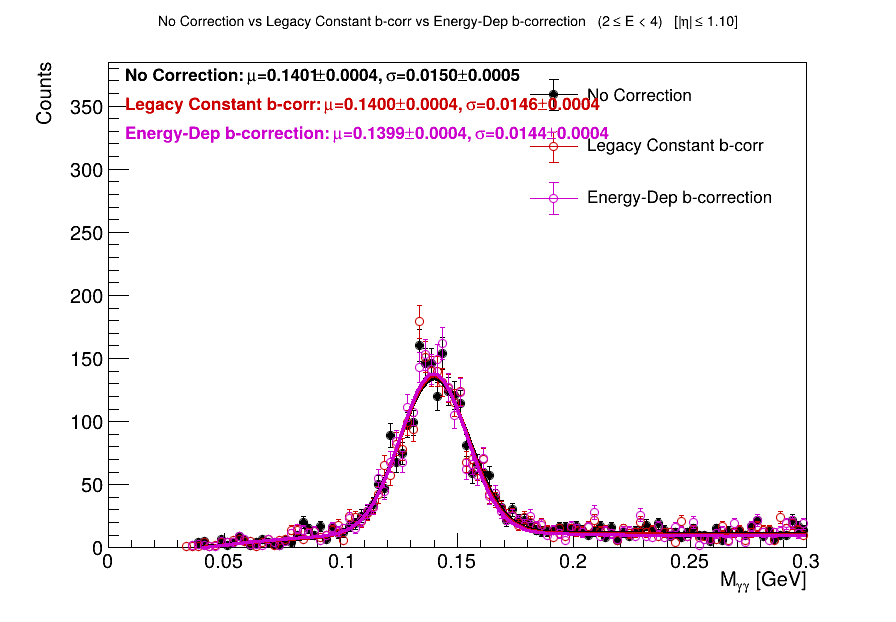 No Correction vs Legacy Constant b-corr vs Energy-Dep b-correction (2 ≤ E < 4) [|η| ≤ 1.10]
Counts
No Correction: μ=0.1401±0.0004, σ=0.0150±0.0005
Legacy Constant b-corr: μ=0.1400±0.0004, σ=0.0146±0.0004
Energy-Dep b-correction: μ=0.1399±0.0004, σ=0.0144±0.0004
No Correction
Legacy Constant b-corr
Energy-Dep b-correction
350
300
250
200
150
100
50
0
0 0.05 0.1 0.15 0.2 0.25 0.3
Mγγ [GeV]